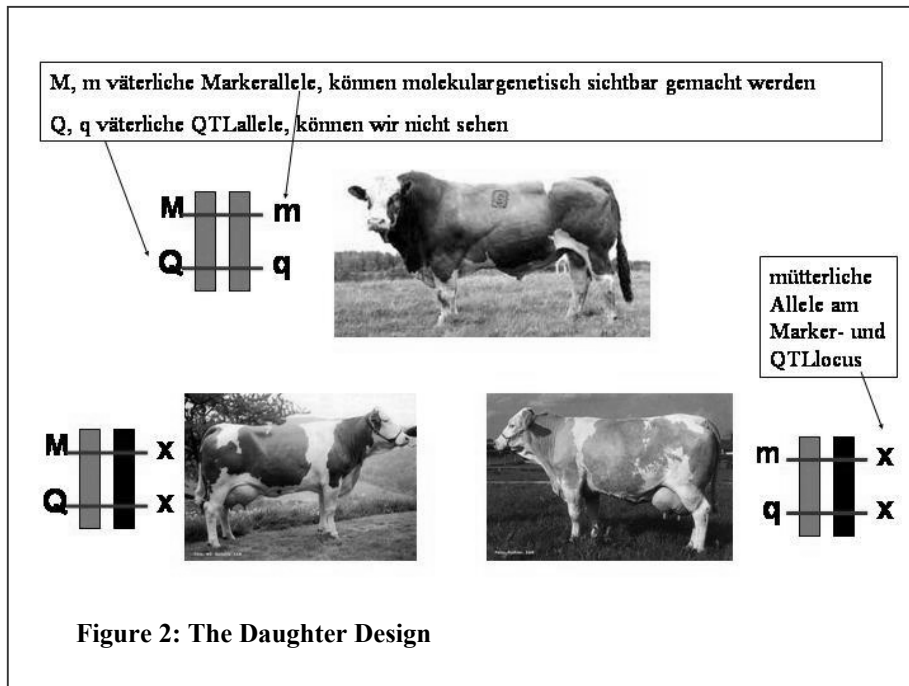 M, m väterliche Markerallele, können molekulargenetisch sichtbar gemacht werden
Q, q väterliche QTLallele, können wir nicht sehen
M m
Q q
mütterliche
Allele am
Marker- und
QTLlocus
M x
Q x
m x
q x
Figure 2: The Daughter Design